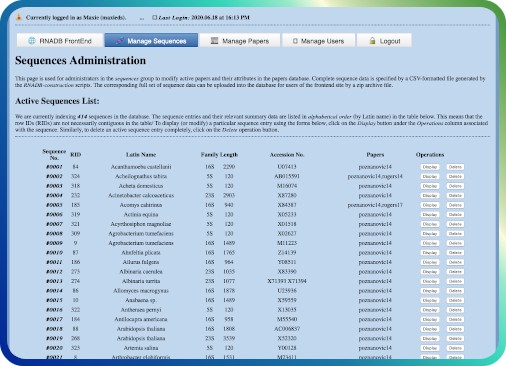 Currently logged in as Maxie (maxieds). ... Last Login: 2020.06.18 at 16:13 PM
RNADB FrontEnd Manage Sequences Manage Papers Manage Users Logout
Sequences Administration
This page is used for administrators in the sequences group to modify active papers and their attributes in the papers database. Complete sequence data is specified by a CSV-formatted file generated by
the RNADB-construction scripts. The corresponding full set of sequence data can be uploaded into the database for users of the frontend site by a zip archive file.
Active Sequences List:
We are currently indexing 414 sequences in the database. The sequence entries and their relevant summary data are listed in alphabetical order (by Latin name) in the table below. This means that the
row IDs (RIDs) are not necessarily contiguous in the table! To display (or modify) a particular sequence entry using the forms below, click on the Display button under the Operations column associated
with the sequence. Similarly, to delete an active sequence entry completely, click on the Delete operation button.
Sequence No. RID Latin Name Family Length Accession No. Papers Operations
#0001 84 Acanthamoeba castellanii 16S 2290 U07413 poznanovic14 Display Delete
#0002 324 Acheilognathus tabira 5S 120 AB015591 poznanovic14,rogers14 Display Delete
#0003 318 Acheta domesticus 5S 120 M16074 poznanovic14 Display Delete
#0004 232 Acinetobacter calcoaceticus 23S 2903 X87280 poznanovic14 Display Delete
#0005 185 Acomys cahirinus 16S 940 X84387 poznanovic14,rogers17 Display Delete
#0006 319 Actinia equina 5S 120 X05233 poznanovic14 Display Delete
#0007 321 Acyrthosiphon magnoliae 5S 120 X01518 poznanovic14 Display Delete
#0008 309 Agrobacterium tumefaciens 5S 120 X02627 poznanovic14 Display Delete
#0009 9 Agrobacterium tumefaciens 16S 1489 M11223 poznanovic14 Display Delete
#0010 87 Ahnfeltia plicata 16S 1765 Z14139 poznanovic14 Display Delete
#0011 186 Ailurus fulgens 16S 964 Y08511 poznanovic14 Display Delete
#0012 273 Albinaria caerulea 23S 1035 X83390 poznanovic14 Display Delete
#0013 274 Albinaria turrita 23S 1077 X71393 X71394 poznanovic14 Display Delete
#0014 86 Allomyces macrogynus 16S 1878 U23936 poznanovic14 Display Delete
#0015 10 Anabaena sp. 16S 1489 X59559 poznanovic14 Display Delete
#0016 322 Antheraea pernyi 5S 120 X13035 poznanovic14 Display Delete
#0017 184 Antilocapra americana 16S 958 M55540 poznanovic14 Display Delete
#0018 88 Arabidopsis thaliana 16S 1808 AC006837 poznanovic14 Display Delete
#0019 268 Arabidopsis thaliana 23S 3539 X52320 poznanovic14 Display Delete
#0020 323 Artemia salina 5S 120 Y00128 poznanovic14 Display Delete
#0021 8 Arthrobacter globiformis 16S 1531 M23411 poznanovic14 Display Delete